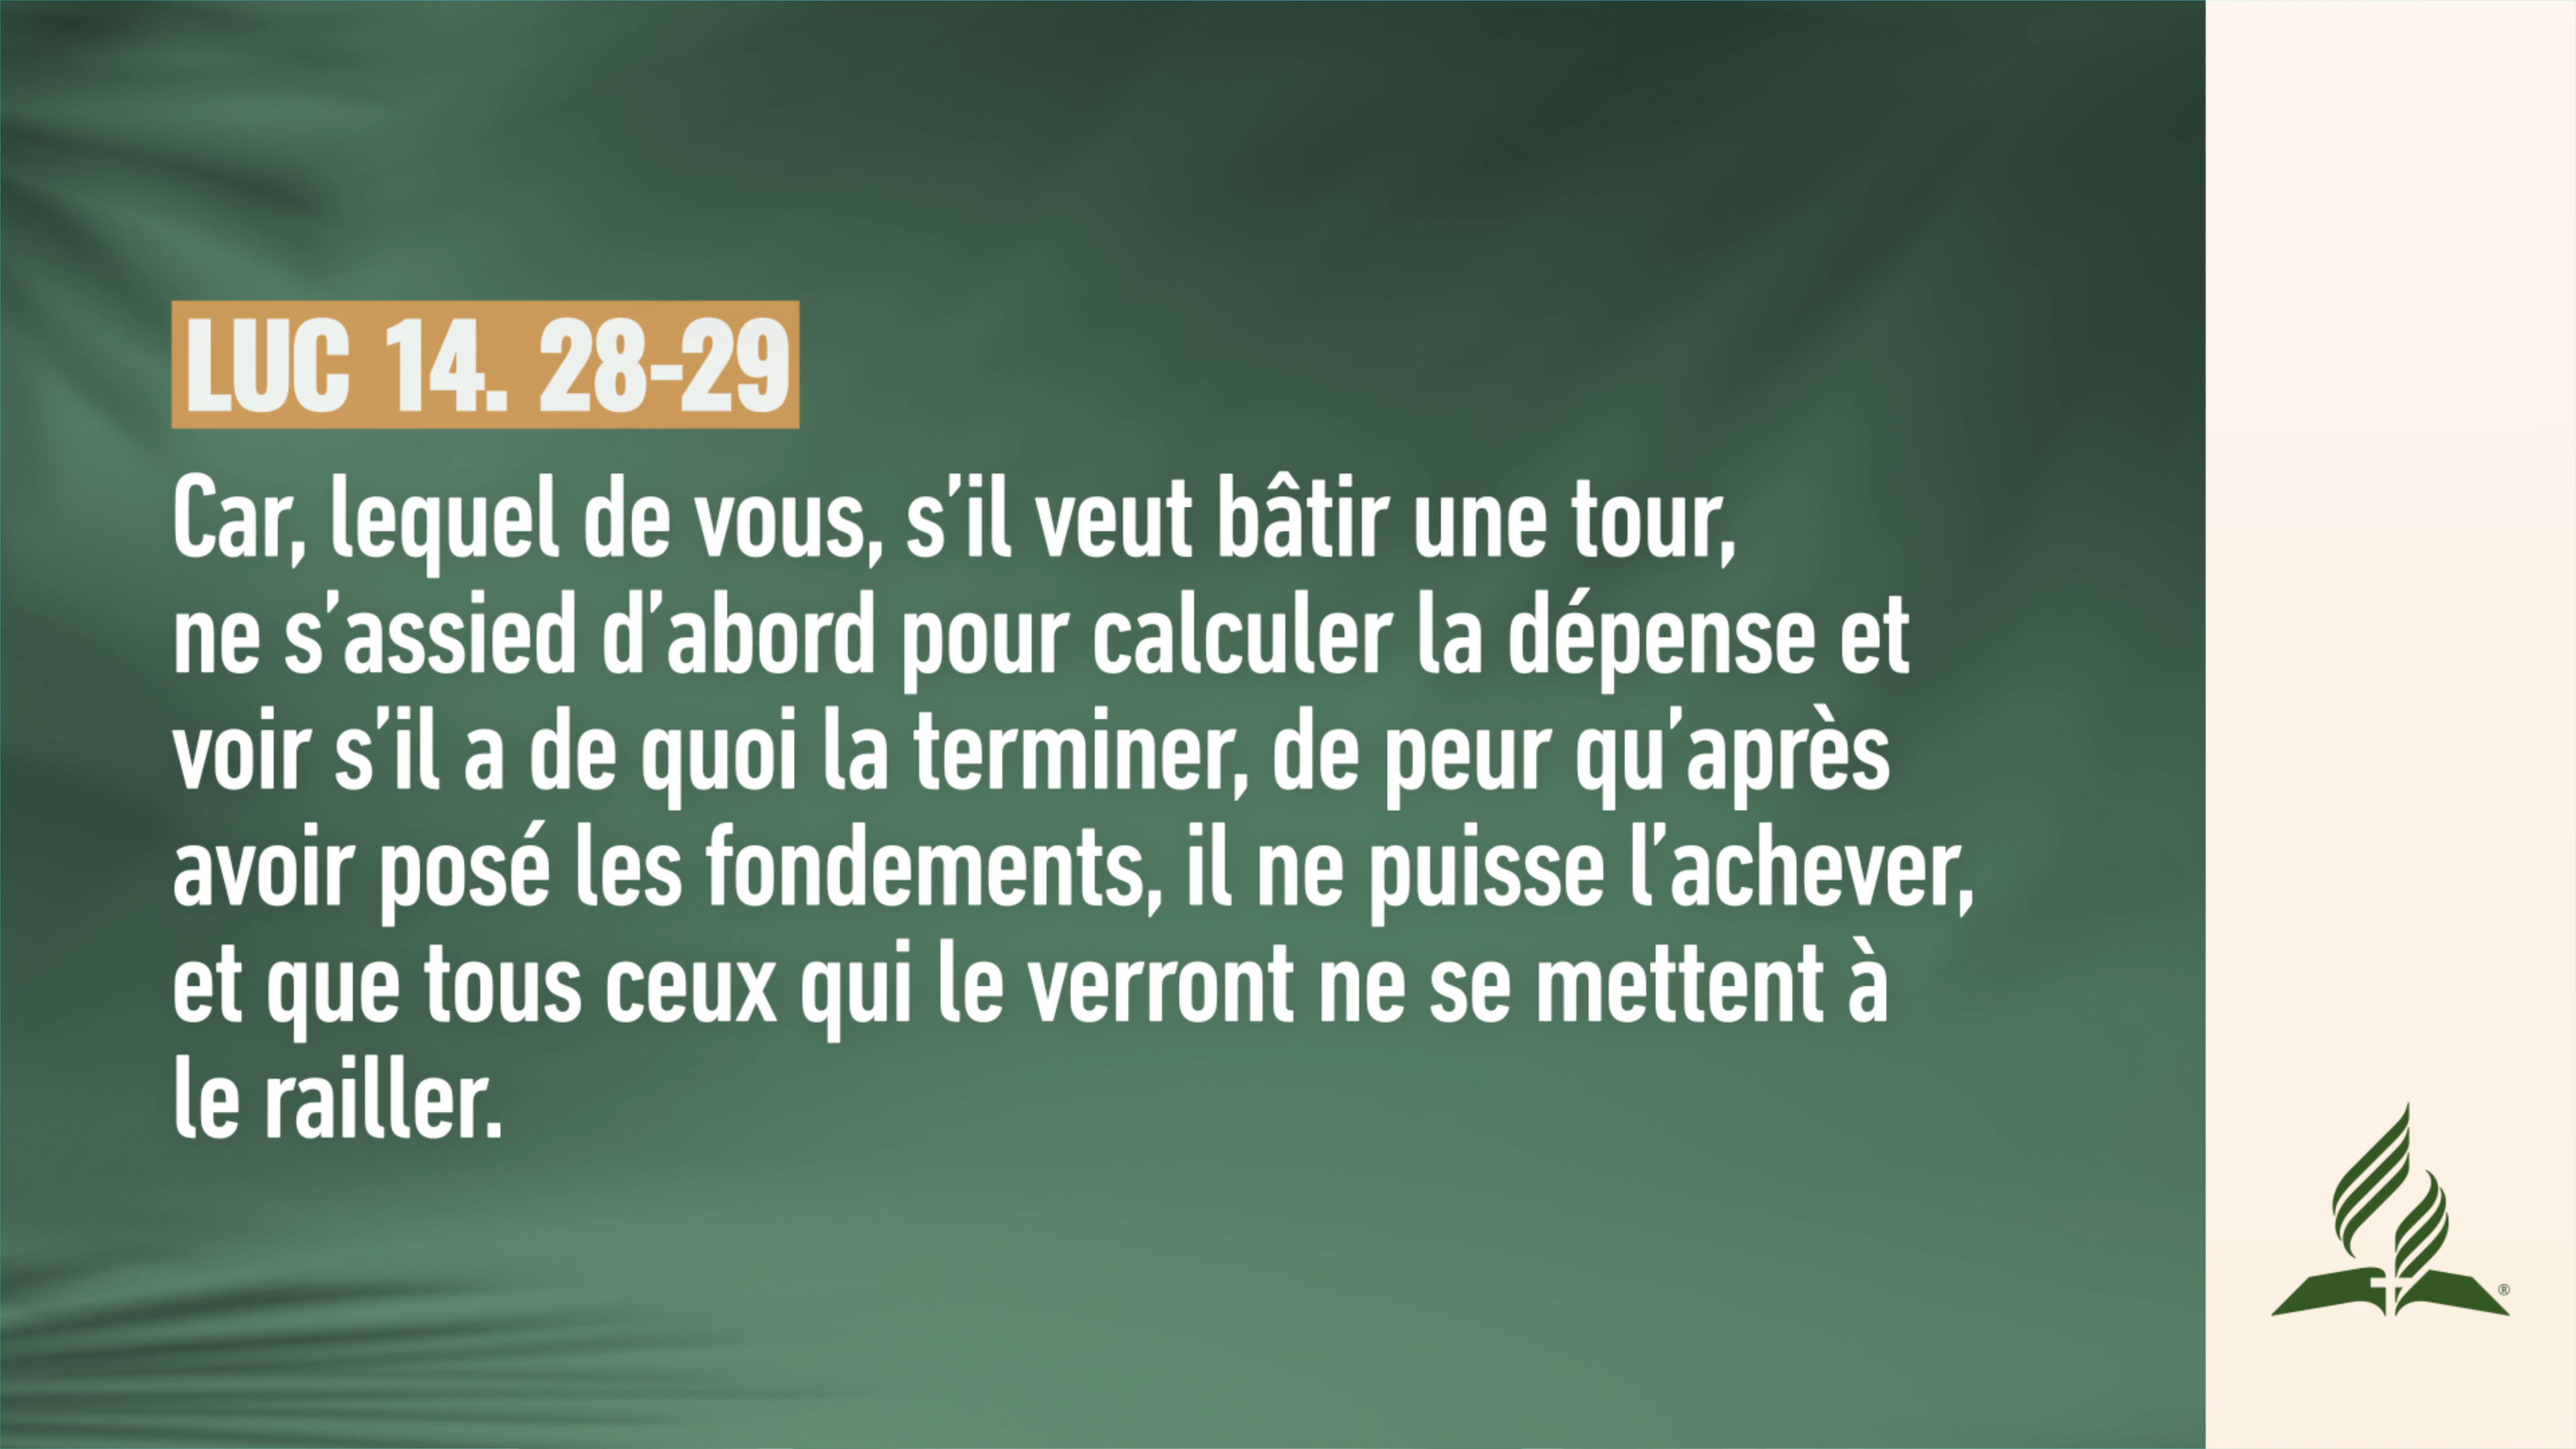 LUC 14. 28-29
Car, lequel de vous, s’il veut bâtir une tour,
ne s’assied d’abord pour calculer la dépense et
voir s’il a de quoi la terminer, de peur qu’après
avoir posé les fondements, il ne puisse l’achever,
et que tous ceux qui le verront ne se mettent à
le railler.
®